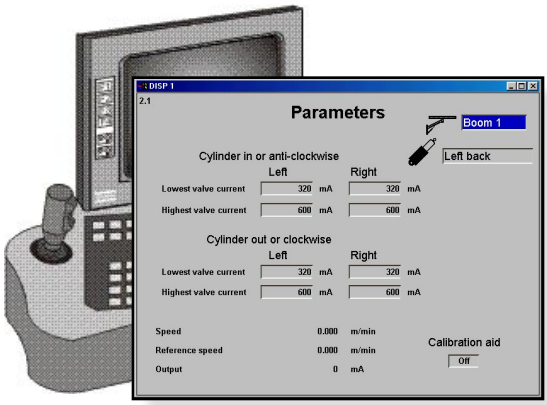 DISP 1
2.1
Parameters
Boom 1
Left back
Cylinder in or anti-clockwise
Left Right
Lowest valve current 320 mA 320 mA
Highest valve current 600 mA 600 mA
Cylinder out or clockwise
Left Right
Lowest valve current 320 mA 320 mA
Highest valve current 600 mA 600 mA
Speed 0.000 m/min
Reference speed 0.000 m/min
Output 0 mA
Calibration aid
Off